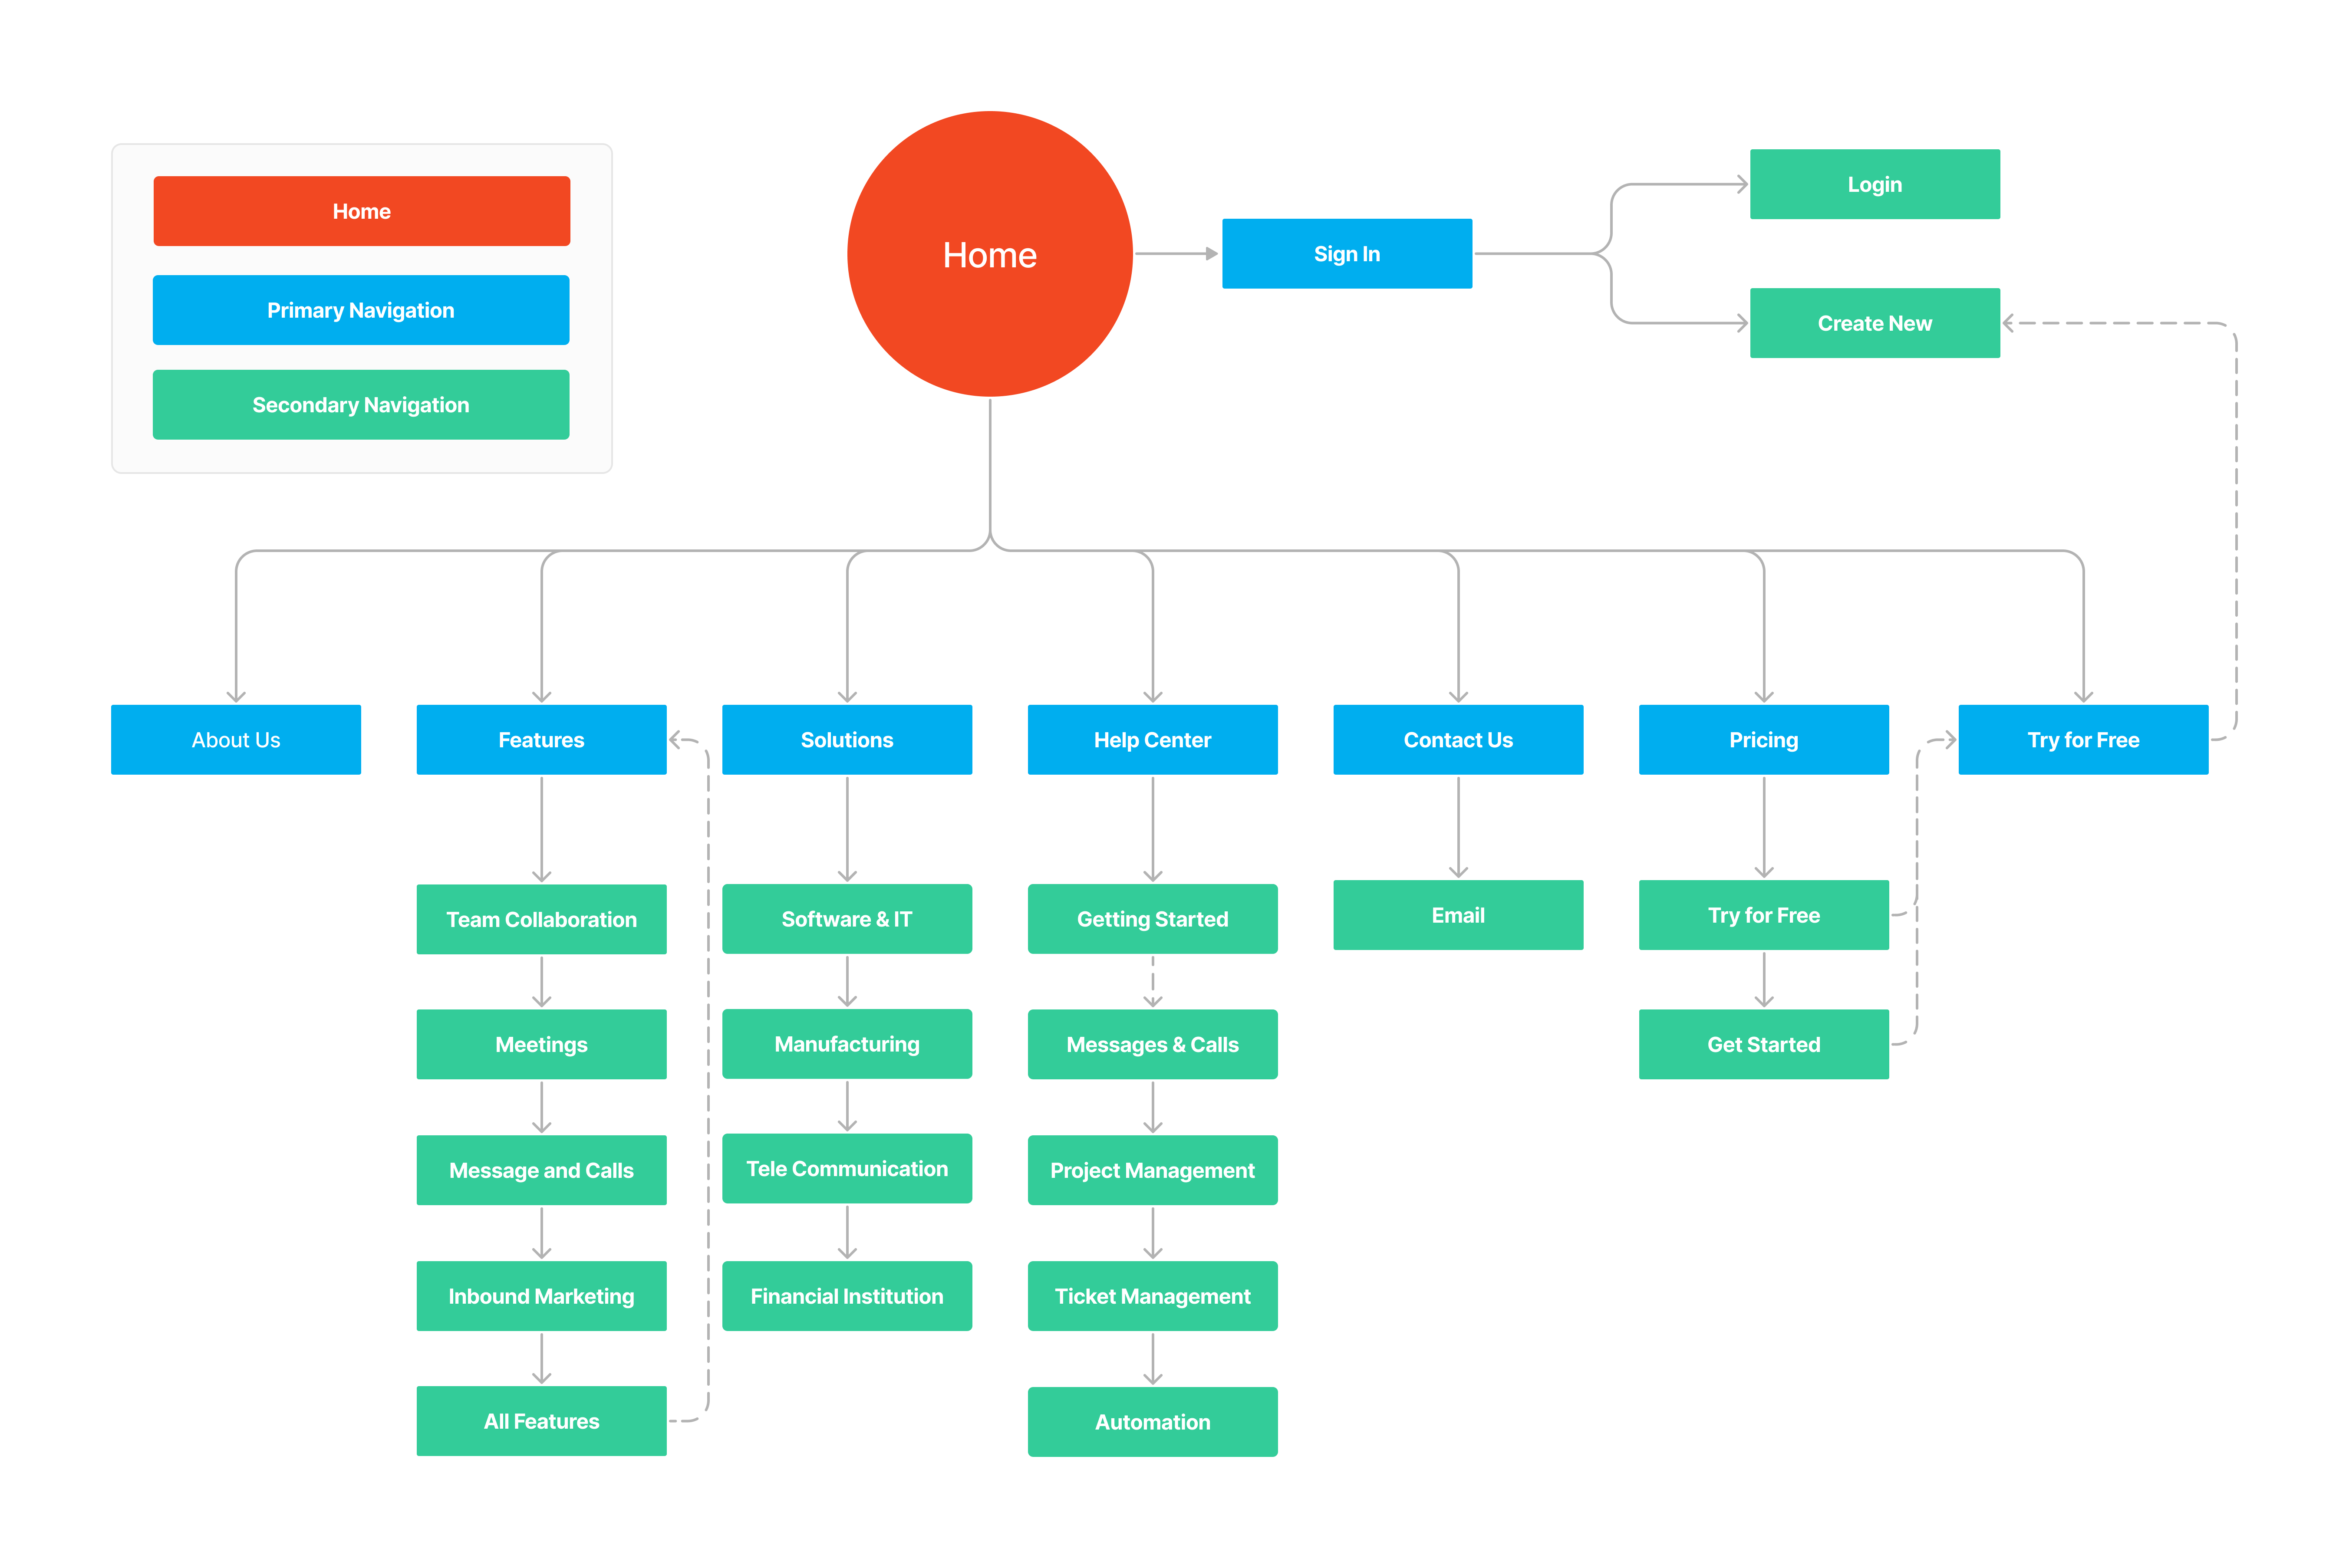 Home
Primary Navigation
Secondary Navigation
Home
Sign In
Login
Create New
About Us
Features
Solutions
Help Center
Contact Us
Pricing
Try for Free
Team Collaboration
Software & IT
Getting Started
Email
Try for Free
Meetings
Manufacturing
Messages & Calls
Get Started
Message and Calls
Tele Communication
Project Management
Inbound Marketing
Financial Institution
Ticket Management
All Features
Automation